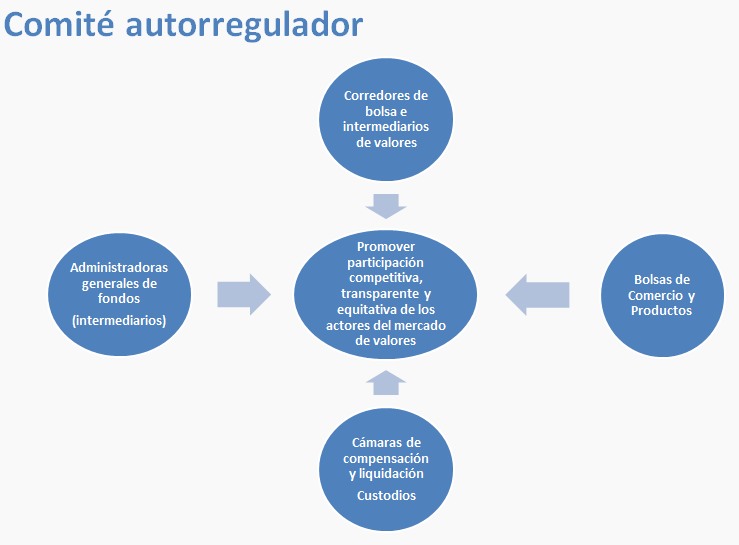 Comité autorregulador
Corredores de
bolsa e
intermediarios
de valores
Administradoras
generales de
fondos
(intermediarios)
Promover
participación
competitiva,
transparente y
equitativa de los
actores del mercado
de valores
Bolsas de
Comercio y
Productos
Cámaras de
compensación
y liquidación
Custodios